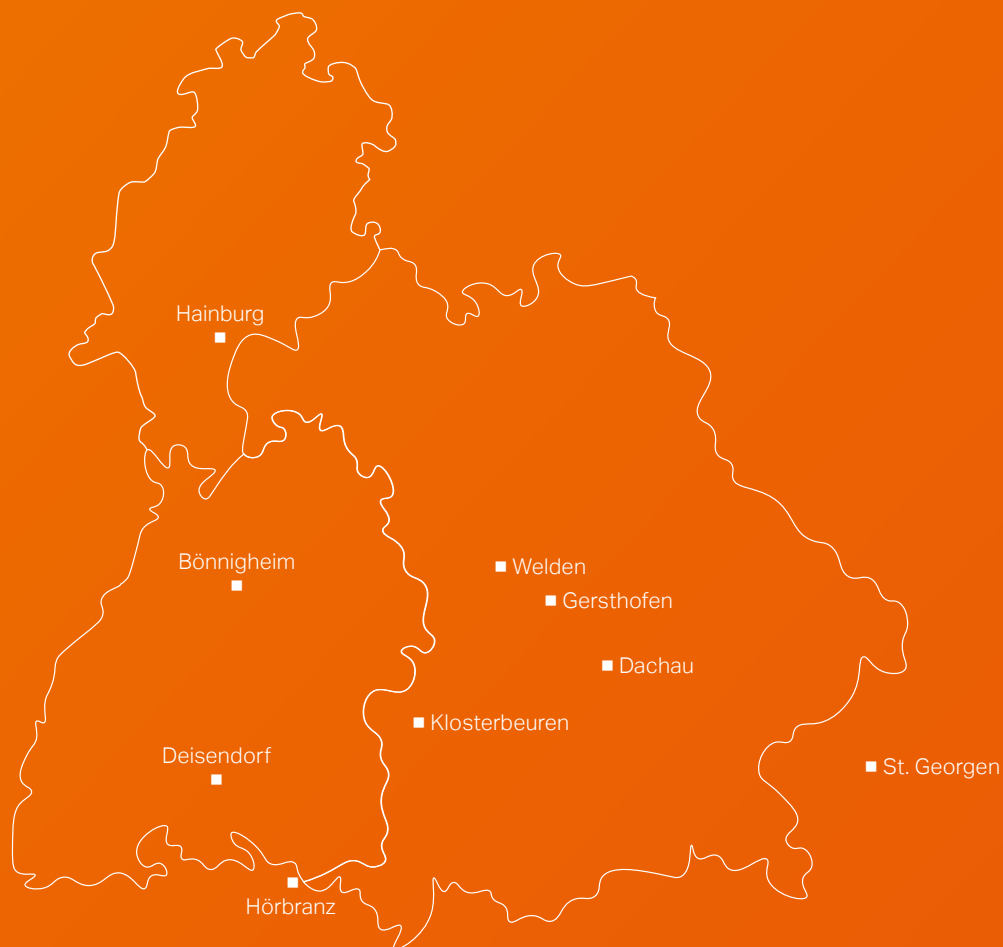 Hainburg
Bönnigheim
Welden
Gersthofen
Dachau
Klosterbeuren
Deisendorf
St. Georgen
Hörbranz